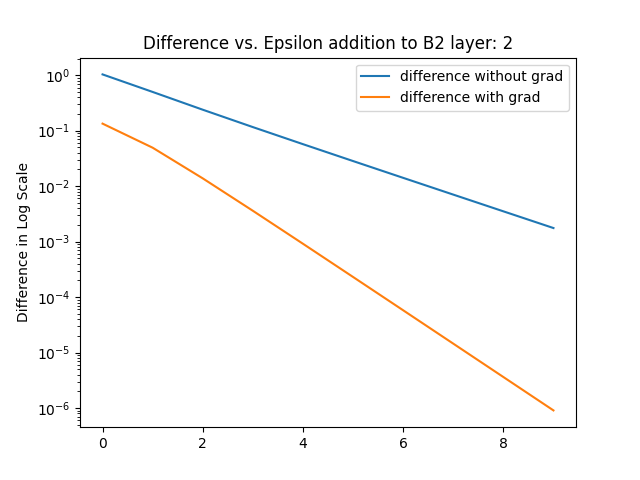 Difference vs. Epsilon addition to B2 layer: 2
difference without grad
difference with grad
Difference in Log Scale
10⁰
10⁻¹
10⁻²
10⁻³
10⁻⁴
10⁻⁵
10⁻⁶
0 2 4 6 8